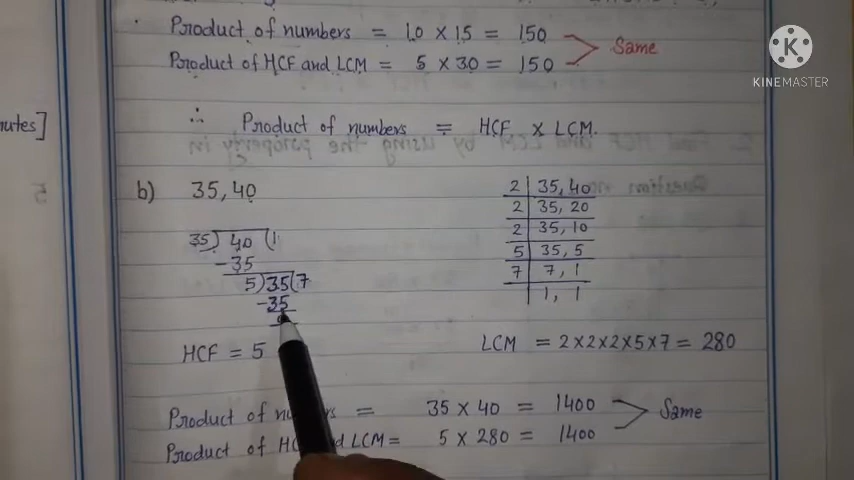 Product of numbers = 10 × 15 = 150
Same
Product of HCF and LCM = 5 × 30 = 150
K
KINEMASTER
∴ Product of numbers = HCF × LCM.
b) 35, 40
35) 40 (1
-35
5) 35 (7
-35
0
HCF = 5
2 | 35, 40
2 | 35, 20
2 | 35, 10
5 | 35, 5
7 | 7, 1
| 1, 1
LCM = 2×2×2×5×7 = 280
Product of numbers = 35 × 40 = 1400
Same
Product of HC and LCM = 5 × 280 = 1400